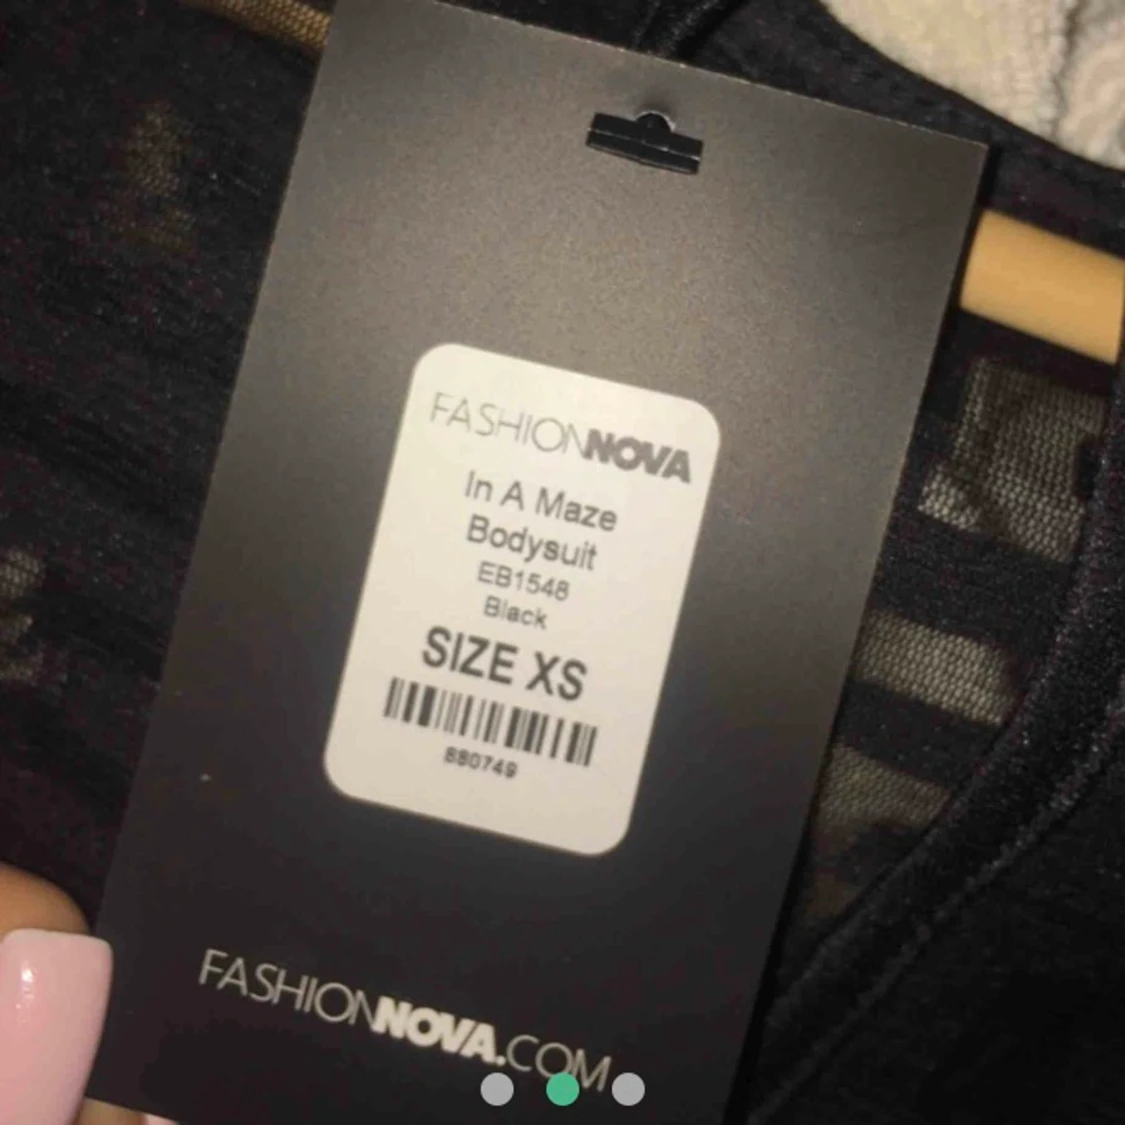 FASHIONNOVA
In A Maze
Bodysuit
EB1548
Black
SIZE XS
880749
FASHIONNOVA.COM